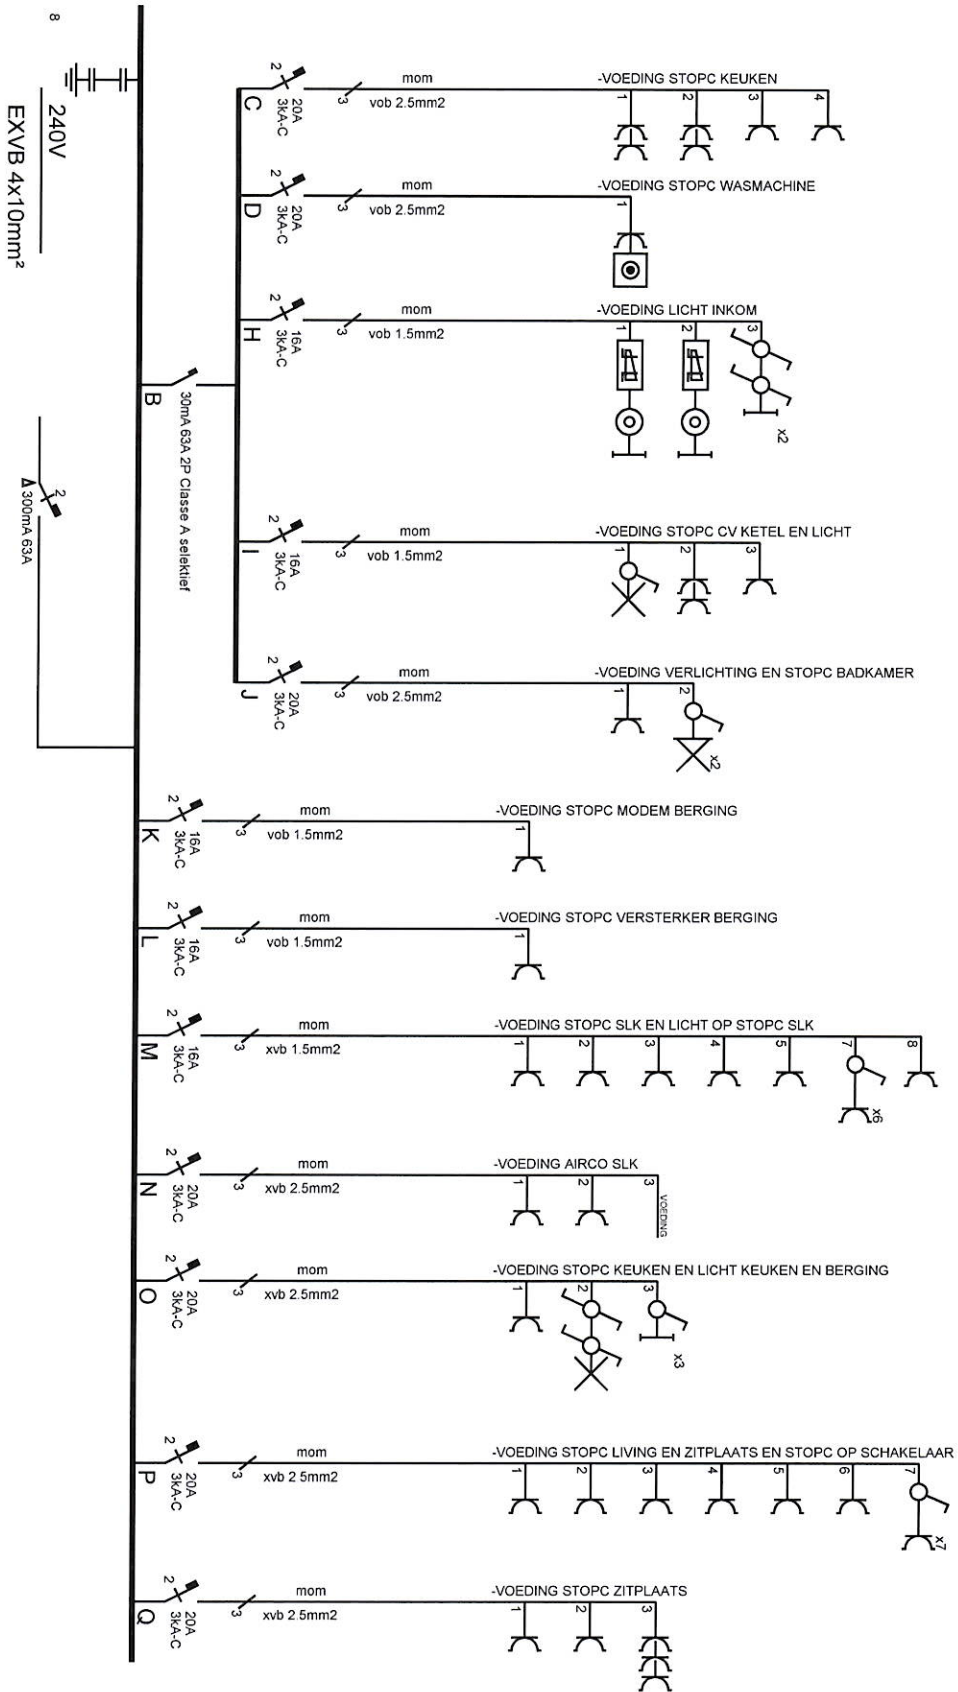 8
240V
EXVB 4x10mm²
2
Δ300mA 63A
B
30mA 63A 2P Classe A selektief
C
2
20A
3kA-C
3
mom
vob 2.5mm2
-VOEDING STOPC KEUKEN
1
2
3
4
D
2
20A
3kA-C
3
mom
vob 2.5mm2
-VOEDING STOPC WASMACHINE
1
H
2
16A
3kA-C
3
mom
vob 1.5mm2
-VOEDING LICHT INKOM
1
2
3
x2
I
2
16A
3kA-C
3
mom
vob 1.5mm2
-VOEDING STOPC CV KETEL EN LICHT
1
2
3
J
2
20A
3kA-C
3
mom
vob 2.5mm2
-VOEDING VERLICHTING EN STOPC BADKAMER
1
2
x2
K
2
16A
3kA-C
3
mom
vob 1.5mm2
-VOEDING STOPC MODEM BERGING
1
L
2
16A
3kA-C
3
mom
vob 1.5mm2
-VOEDING STOPC VERSTERKER BERGING
1
M
2
16A
3kA-C
3
mom
xvb 1.5mm2
-VOEDING STOPC SLK EN LICHT OP STOPC SLK
1
2
3
4
5
7
8
x6
N
2
20A
3kA-C
3
mom
xvb 2.5mm2
-VOEDING AIRCO SLK
1
2
3
VOEDING
O
2
20A
3kA-C
3
mom
xvb 2.5mm2
-VOEDING STOPC KEUKEN EN LICHT KEUKEN EN BERGING
1
2
3
x3
P
2
20A
3kA-C
3
mom
xvb 2 5mm2
-VOEDING STOPC LIVING EN ZITPLAATS EN STOPC OP SCHAKELAAR
1
2
3
4
5
6
7
x7
Q
2
20A
3kA-C
3
mom
xvb 2.5mm2
-VOEDING STOPC ZITPLAATS
1
2
3